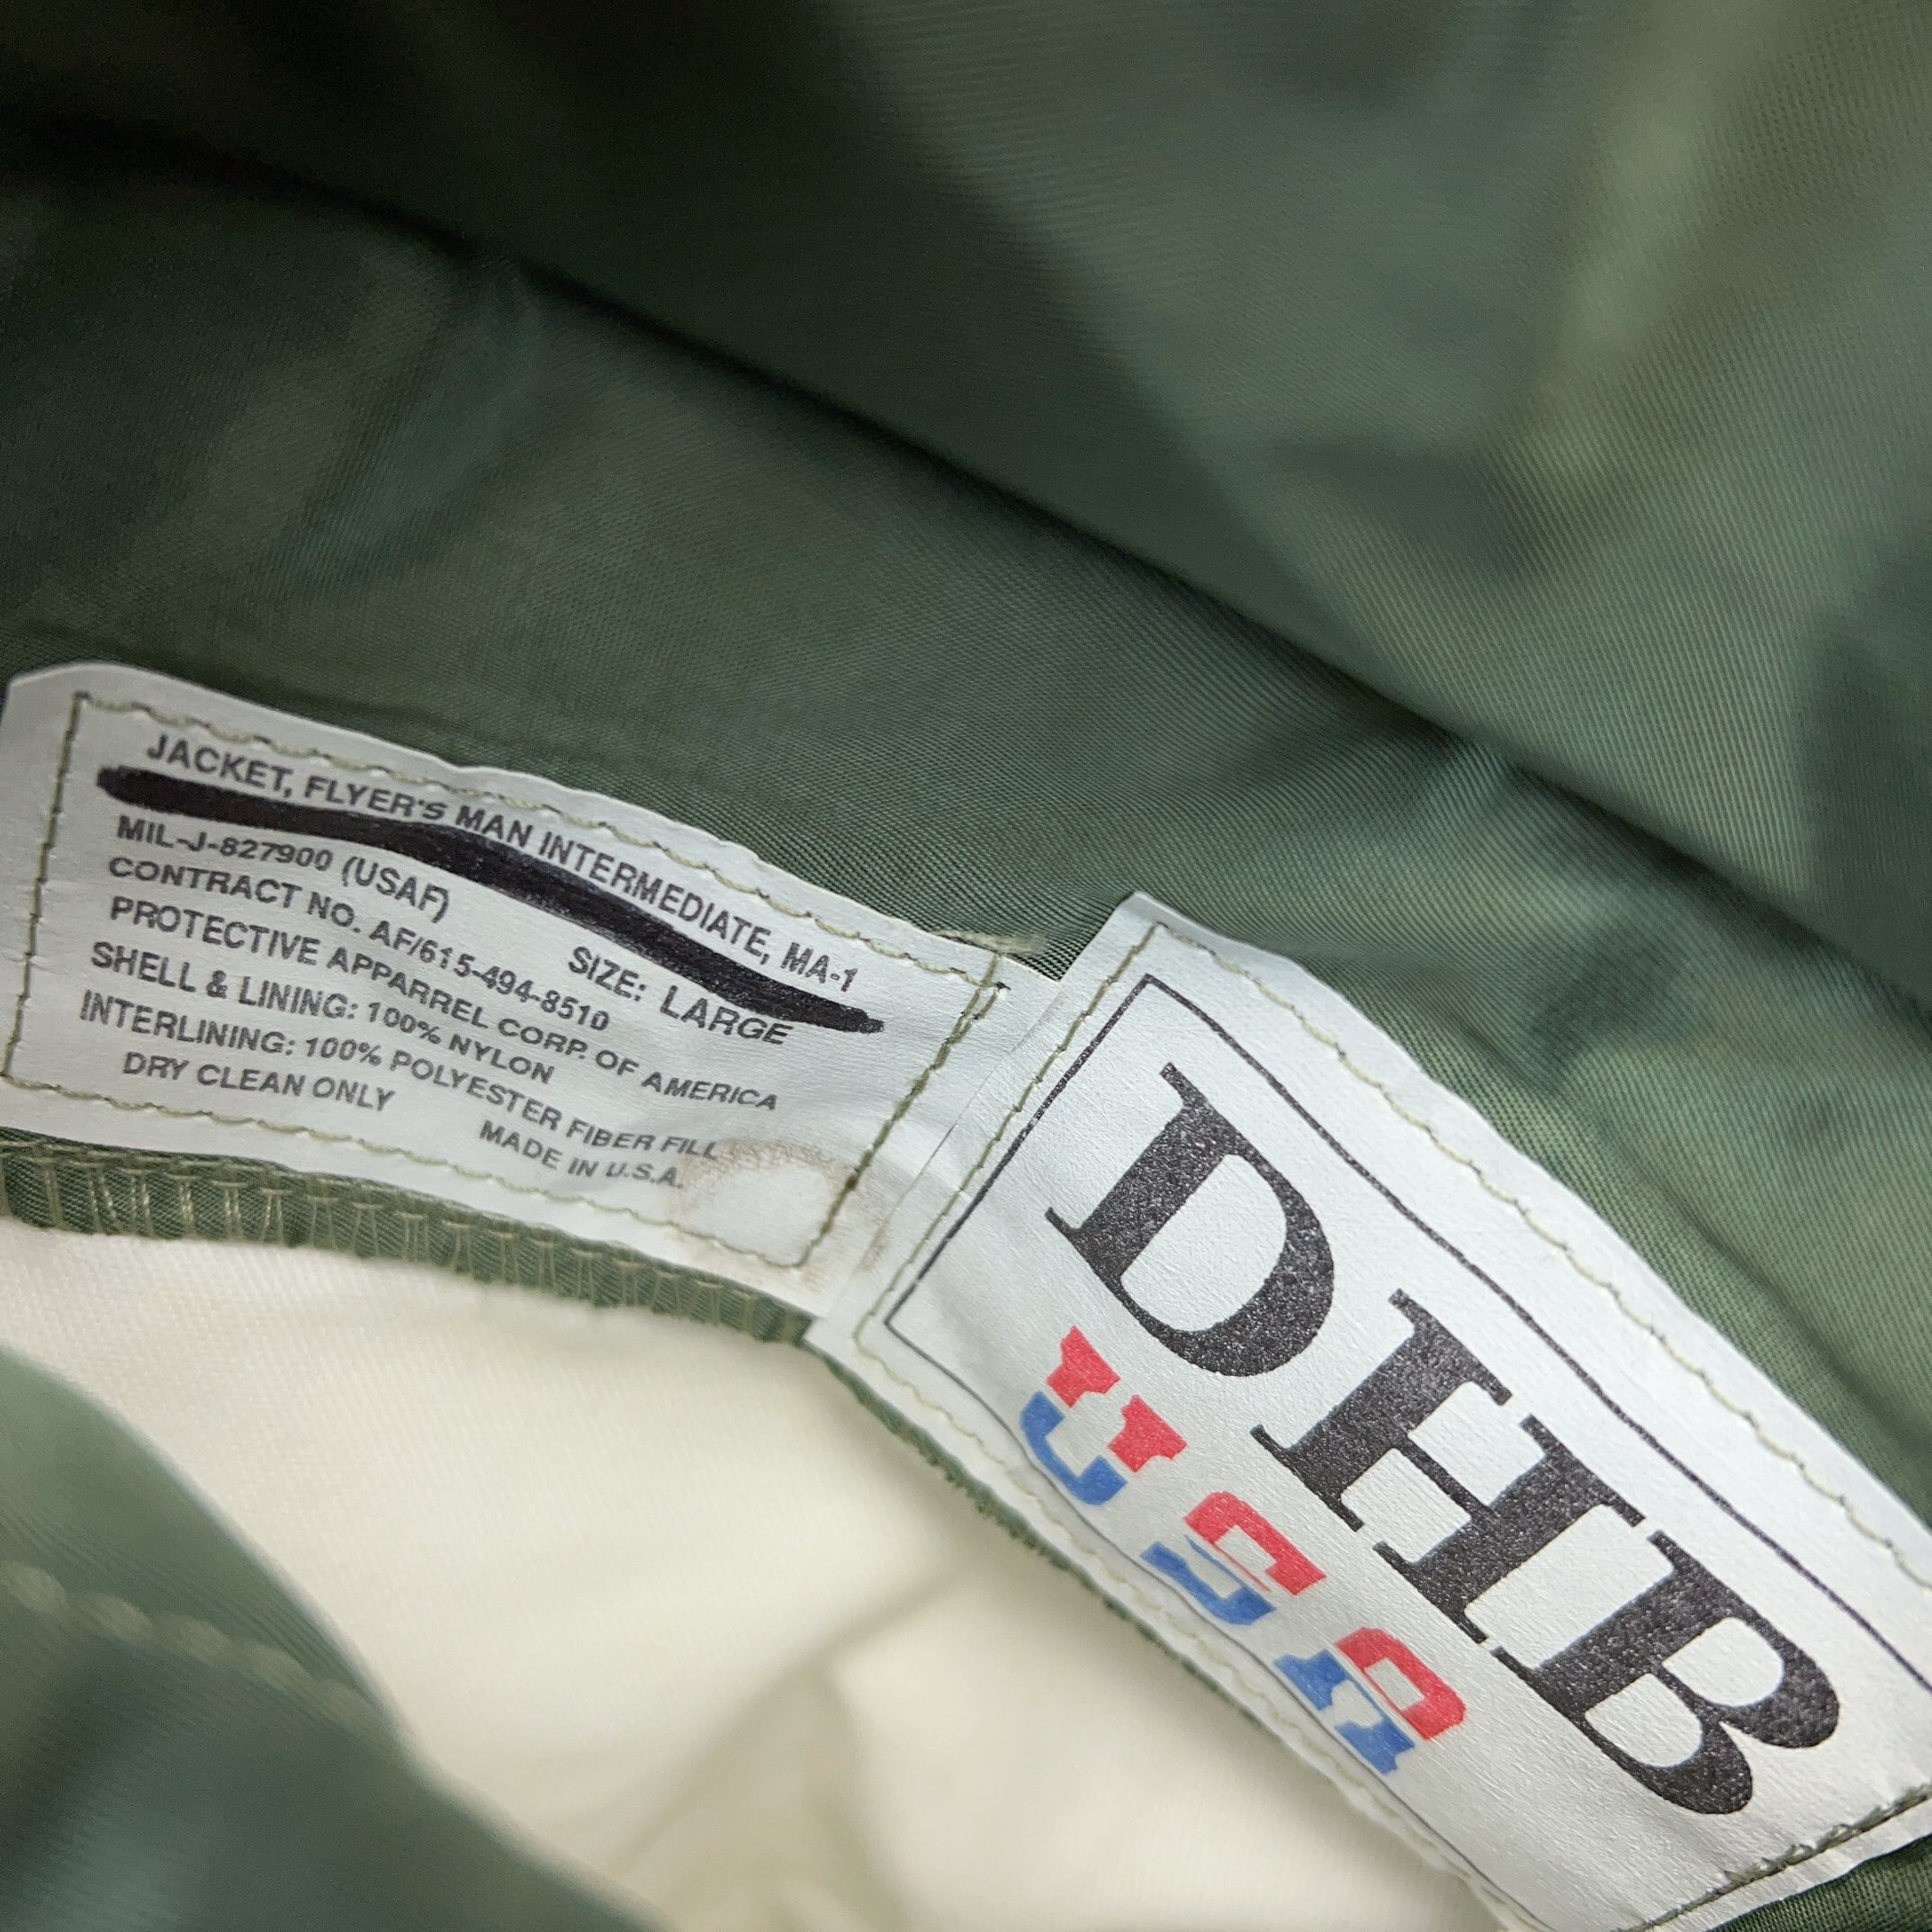 JACKET, FLYER'S MAN INTERMEDIATE, MA-1
MIL-J-827900 (USAF) SIZE: LARGE
CONTRACT NO. AF/615-494-8510
PROTECTIVE APPARREL CORP. OF AMERICA
SHELL & LINING: 100% NYLON
INTERLINING: 100% POLYESTER FIBER FILL
DRY CLEAN ONLY MADE IN U.S.A.
DHB
USA